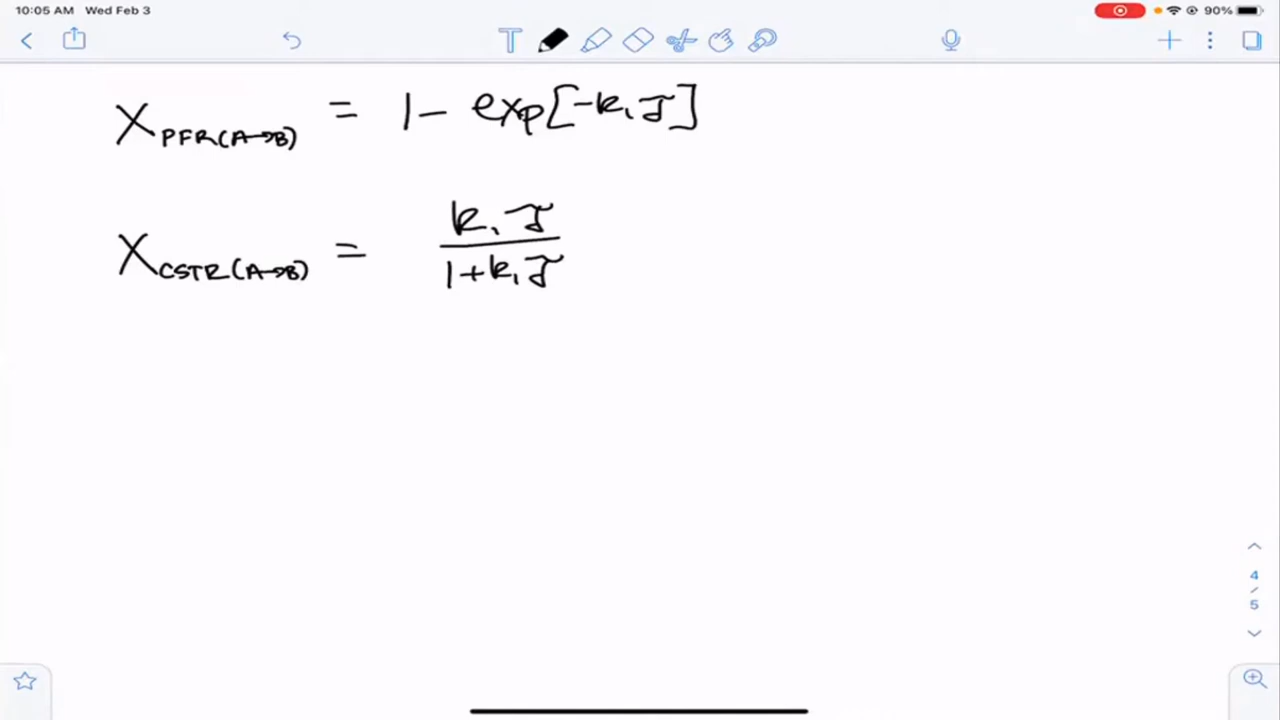 10:05 AM Wed Feb 3
90%
X_PFR(A→B) = 1 - exp[-k₁τ]
X_CSTR(A→B) = k₁τ / 1+k₁τ
T
4
/
5